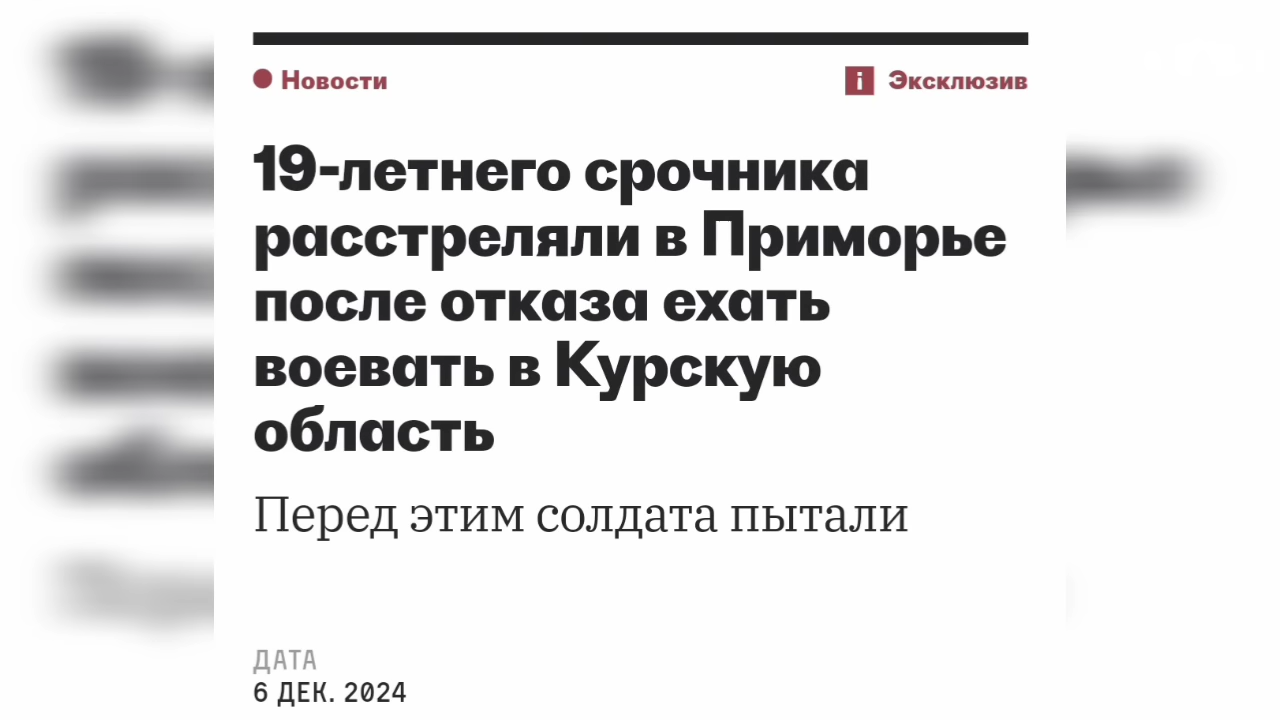 Новости
i Эксклюзив
19-летнего срочника
расстреляли в Приморье
после отказа ехать
воевать в Курскую
область
Перед этим солдата пытали
ДАТА
6 ДЕК. 2024